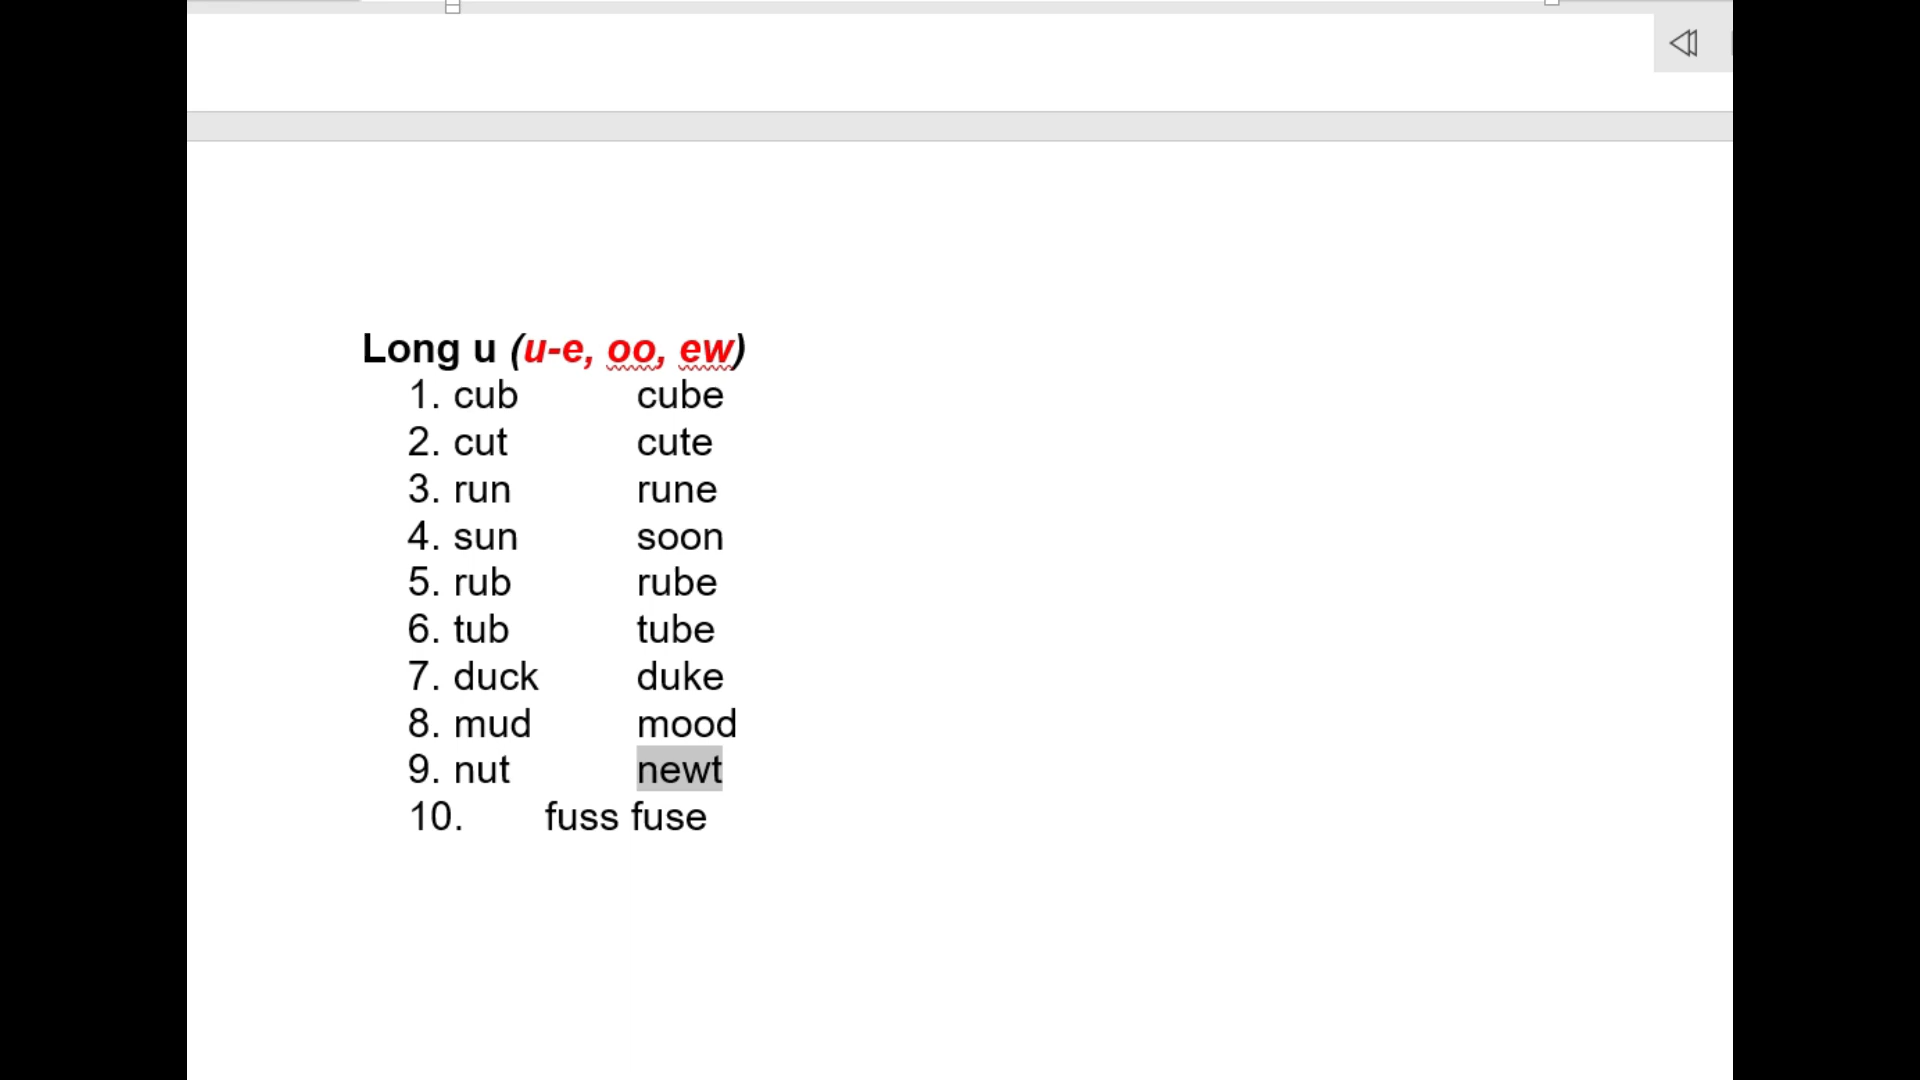 Long u (u-e, oo, ew)
1. cub cube
2. cut cute
3. run rune
4. sun soon
5. rub rube
6. tub tube
7. duck duke
8. mud mood
9. nut newt
10. fuss fuse